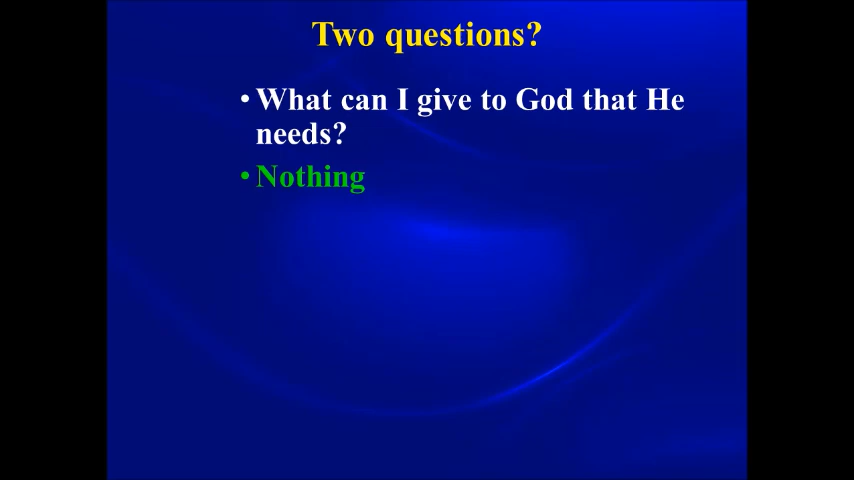 Two questions?
• What can I give to God that He
needs?
• Nothing